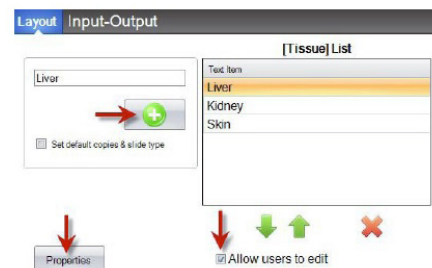 Layout Input-Output
[Tissue] List
Liver
Set default copies & slide type
Text Item
Liver
Kidney
Skin
Properties
Allow users to edit